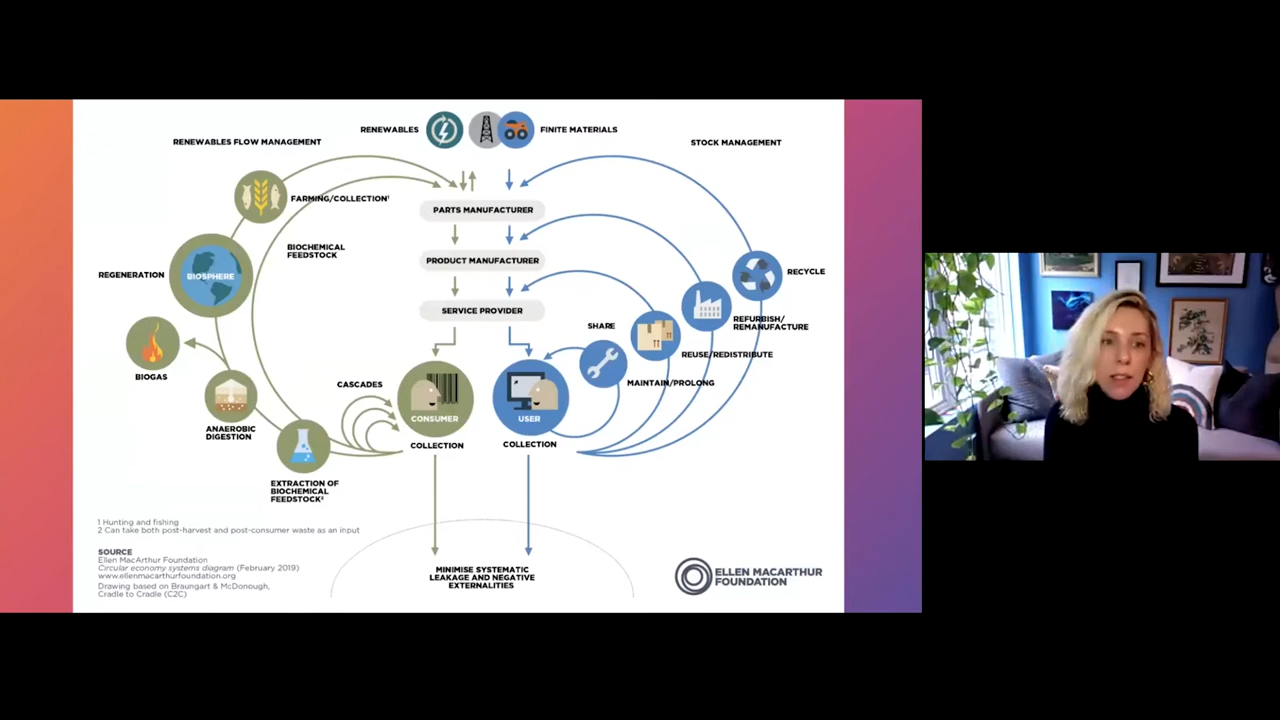 RENEWABLES
FINITE MATERIALS
RENEWABLES FLOW MANAGEMENT
STOCK MANAGEMENT
FARMING/COLLECTION¹
PARTS MANUFACTURER
BIOCHEMICAL
FEEDSTOCK
PRODUCT MANUFACTURER
REGENERATION
BIOSPHERE
RECYCLE
SERVICE PROVIDER
SHARE
REFURBISH/
REMANUFACTURE
REUSE/REDISTRIBUTE
BIOGAS
CASCADES
MAINTAIN/PROLONG
CONSUMER
USER
ANAEROBIC
DIGESTION
COLLECTION
COLLECTION
EXTRACTION OF
BIOCHEMICAL
FEEDSTOCK²
1 Hunting and fishing
2 Can take both post-harvest and post-consumer waste as an input
SOURCE
Ellen MacArthur Foundation
Circular economy systems diagram (February 2019)
www.ellenmacarthurfoundation.org
Drawing based on Braungart & McDonough,
Cradle to Cradle (C2C)
MINIMISE SYSTEMATIC
LEAKAGE AND NEGATIVE
EXTERNALITIES
ELLEN MACARTHUR
FOUNDATION